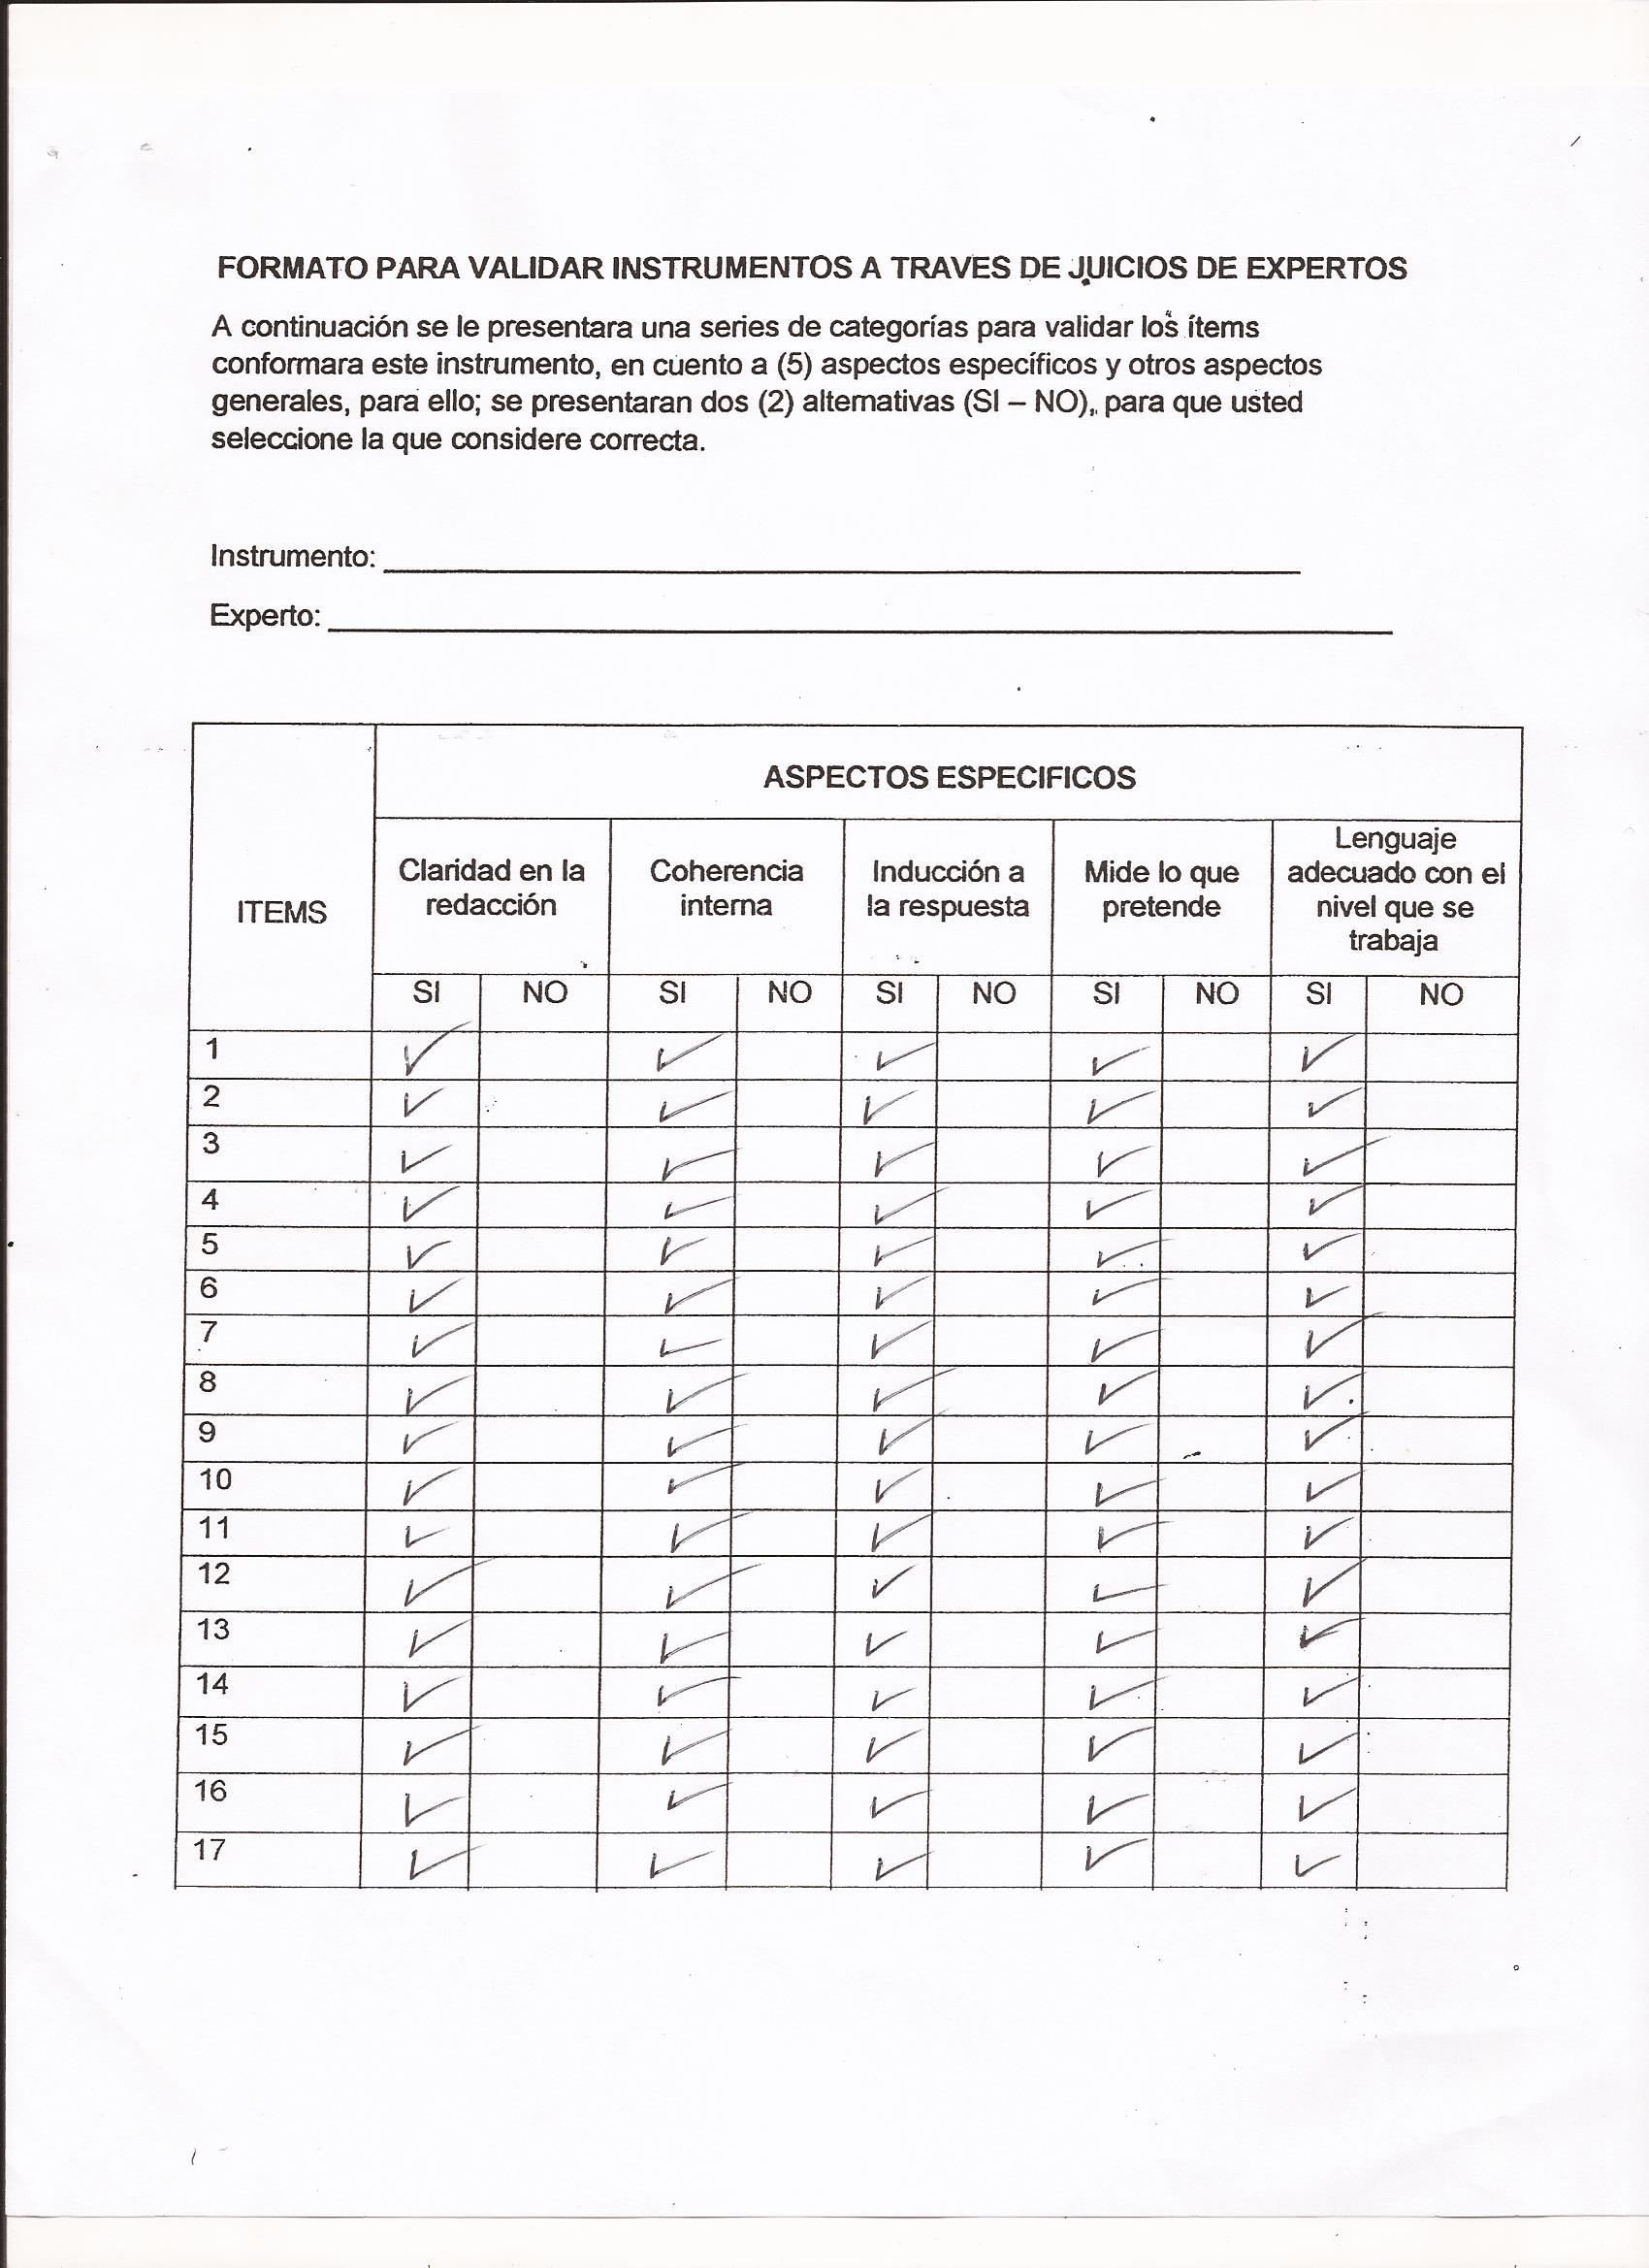 FORMATO PARA VALIDAR INSTRUMENTOS A TRAVES DE JUICIOS DE EXPERTOS
A continuación se le presentara una series de categorías para validar los ítems
conformara este instrumento, en cuento a (5) aspectos específicos y otros aspectos
generales, para ello; se presentaran dos (2) alternativas (SI – NO), para que usted
seleccione la que considere correcta.
Instrumento:
Experto:
ITEMS
ASPECTOS ESPECIFICOS
Claridad en la
redacción
Coherencia
interna
Inducción a
la respuesta
Mide lo que
pretende
Lenguaje
adecuado con el
nivel que se
trabaja
SI NO SI NO SI NO SI NO SI NO
1 ✓ ✓ ✓ ✓ ✓
2 ✓ ✓ ✓ ✓ ✓
3 ✓ ✓ ✓ ✓ ✓
4 ✓ ✓ ✓ ✓ ✓
5 ✓ ✓ ✓ ✓ ✓
6 ✓ ✓ ✓ ✓ ✓
7 ✓ ✓ ✓ ✓ ✓
8 ✓ ✓ ✓ ✓ ✓
9 ✓ ✓ ✓ ✓ ✓
10 ✓ ✓ ✓ ✓ ✓
11 ✓ ✓ ✓ ✓ ✓
12 ✓ ✓ ✓ ✓ ✓
13 ✓ ✓ ✓ ✓ ✓
14 ✓ ✓ ✓ ✓ ✓
15 ✓ ✓ ✓ ✓ ✓
16 ✓ ✓ ✓ ✓ ✓
17 ✓ ✓ ✓ ✓ ✓